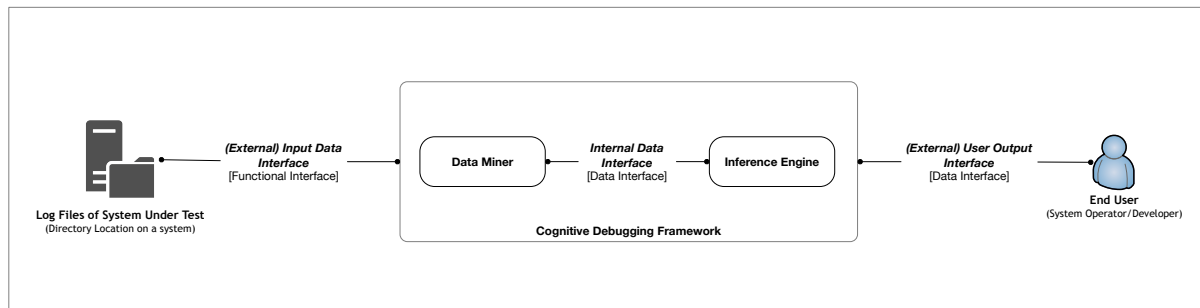 (External) Input Data
Interface
[Functional Interface]
Log Files of System Under Test
(Directory Location on a system)
Data Miner
Internal Data
Interface
[Data Interface]
Inference Engine
Cognitive Debugging Framework
(External) User Output
Interface
[Data Interface]
End User
(System Operator/Developer)